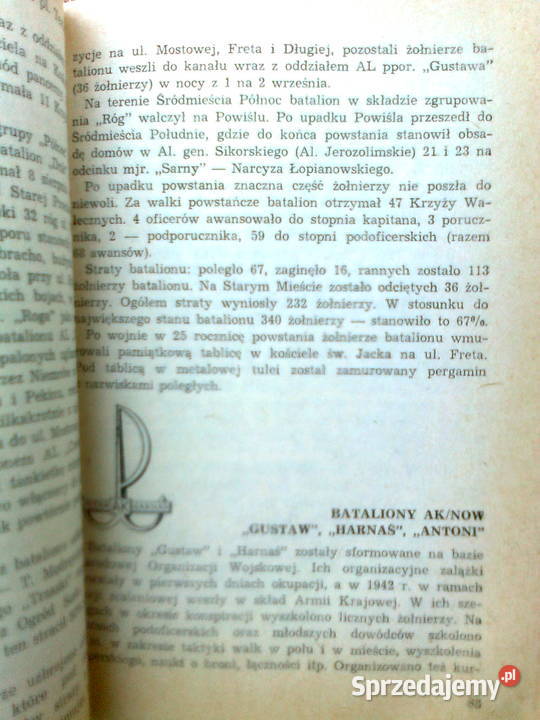 zycje na ul. Mostowej, Freta i Długiej, pozostali żołnierze ba-
talionu weszli do kanału wraz z oddziałem AL ppor. „Gustawa”
(36 żołnierzy) w nocy z 1 na 2 września.
Na terenie Śródmieścia Północ batalion w składzie zgrupowa-
nia „Róg” walczył na Powiślu. Po upadku Powiśla przeszedł do
Śródmieścia Południe, gdzie do końca powstania stanowił obsa-
dę domów w Al. gen. Sikorskiego (Al. Jerozolimskie) 21 i 23 na
odcinku mjr. „Sarny” — Narcyza Łopianowskiego.
Po upadku powstania znaczna część żołnierzy nie poszła do
niewoli. Za walki powstańcze batalion otrzymał 47 Krzyży Wa-
lecznych. 4 oficerów awansowało do stopnia kapitana, 3 porucz-
nika, 2 — podporucznika, 59 do stopni podoficerskich (razem
68 awansów).
Straty batalionu: poległo 67, zaginęło 16, rannych zostało 113
żołnierzy batalionu. Na Starym Mieście zostało odciętych 36 żoł-
nierzy. Ogółem straty wyniosły 232 żołnierzy. W stosunku do
największego stanu batalionu 340 żołnierzy — stanowiło to 67%.
Po wojnie w 25 rocznicę powstania żołnierze batalionu wmu-
rowali pamiątkową tablicę w kościele św. Jacka na ul. Freta.
Pod tablicą w metalowej tulei został zamurowany pergamin
z nazwiskami poległych.
BATALIONY AK/NOW
„GUSTAW”, „HARNAŚ”, „ANTONI”
Bataliony „Gustaw” i „Harnaś” zostały sformowane na bazie
Narodowej Organizacji Wojskowej. Ich organizacyjne zalążki
powstały w pierwszych dniach okupacji, a w 1942 r. w ramach
weszły w skład Armii Krajowej. W ich sze-
regach w okresie konspiracji wyszkolono licznych żołnierzy. Na
kursach podoficerskich oraz młodszych dowódców szkolono
w zakresie taktyki walk w polu i w mieście, wyszkolenia
nauki o broni, łączności itp. Organizowano też kur-
85
Sprzedajemy.pl